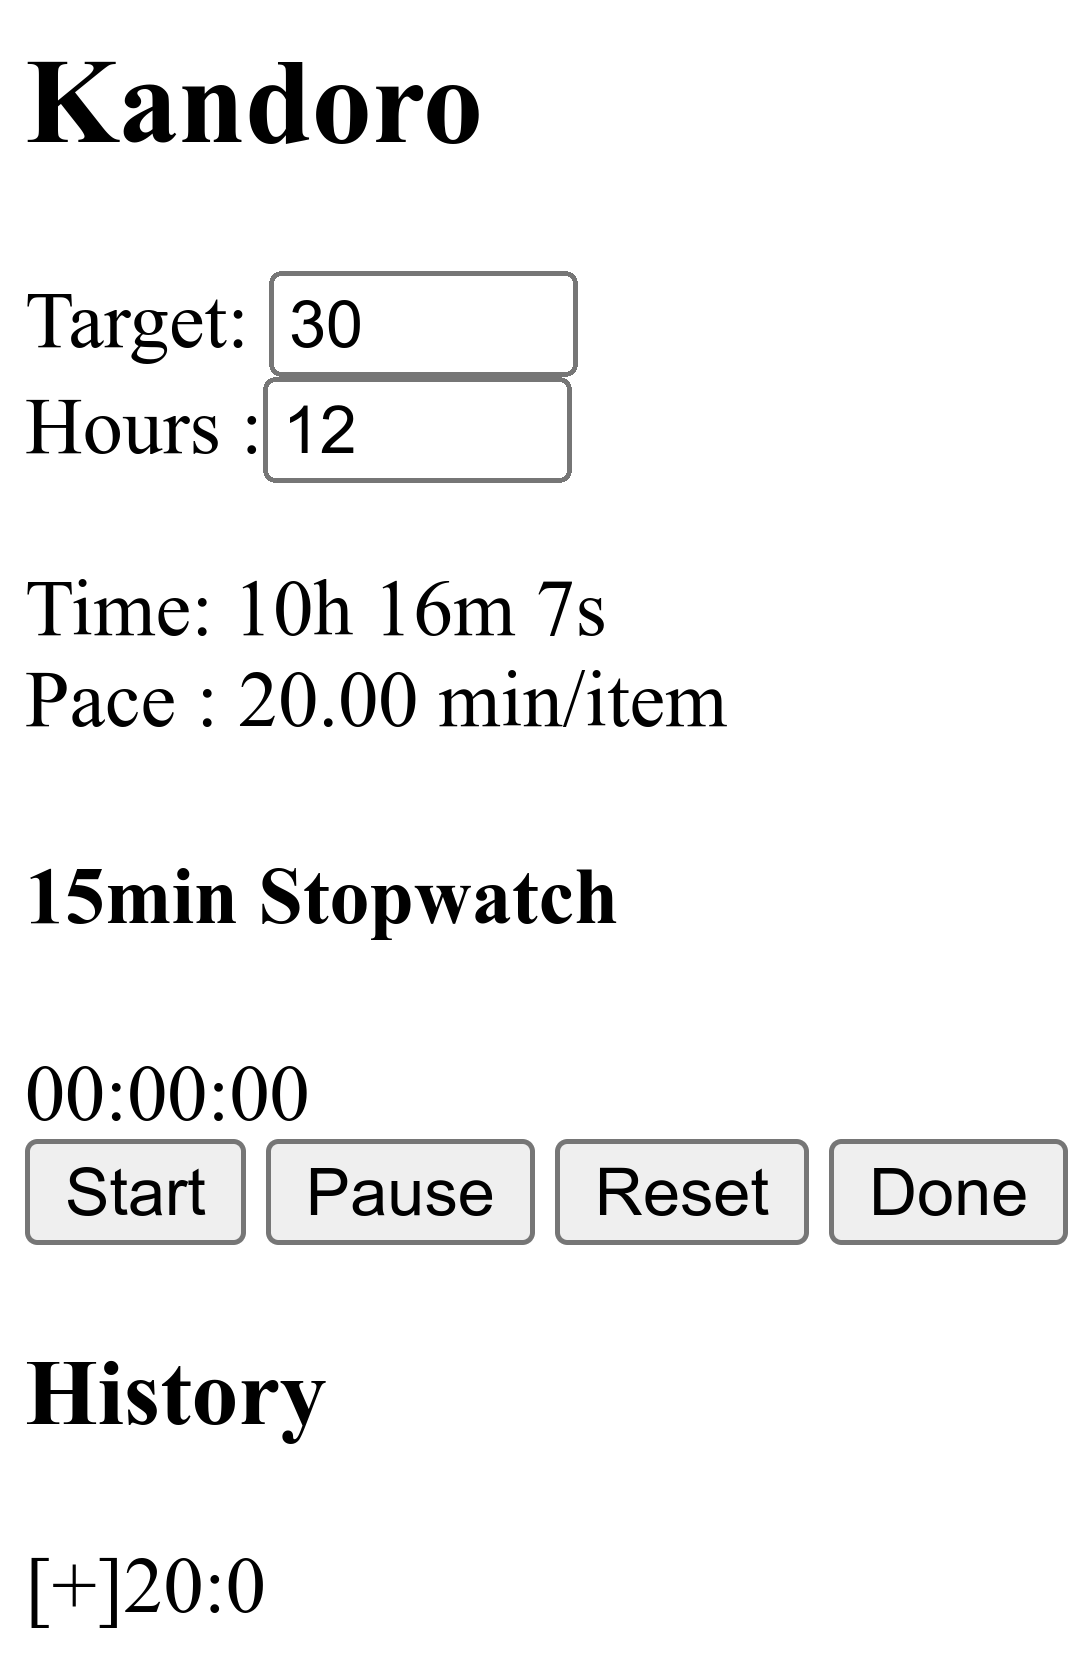 Kandoro
Target: 30
Hours :12
Time: 10h 16m 7s
Pace : 20.00 min/item
15min Stopwatch
00:00:00
Start Pause Reset Done
History
[+]20:0